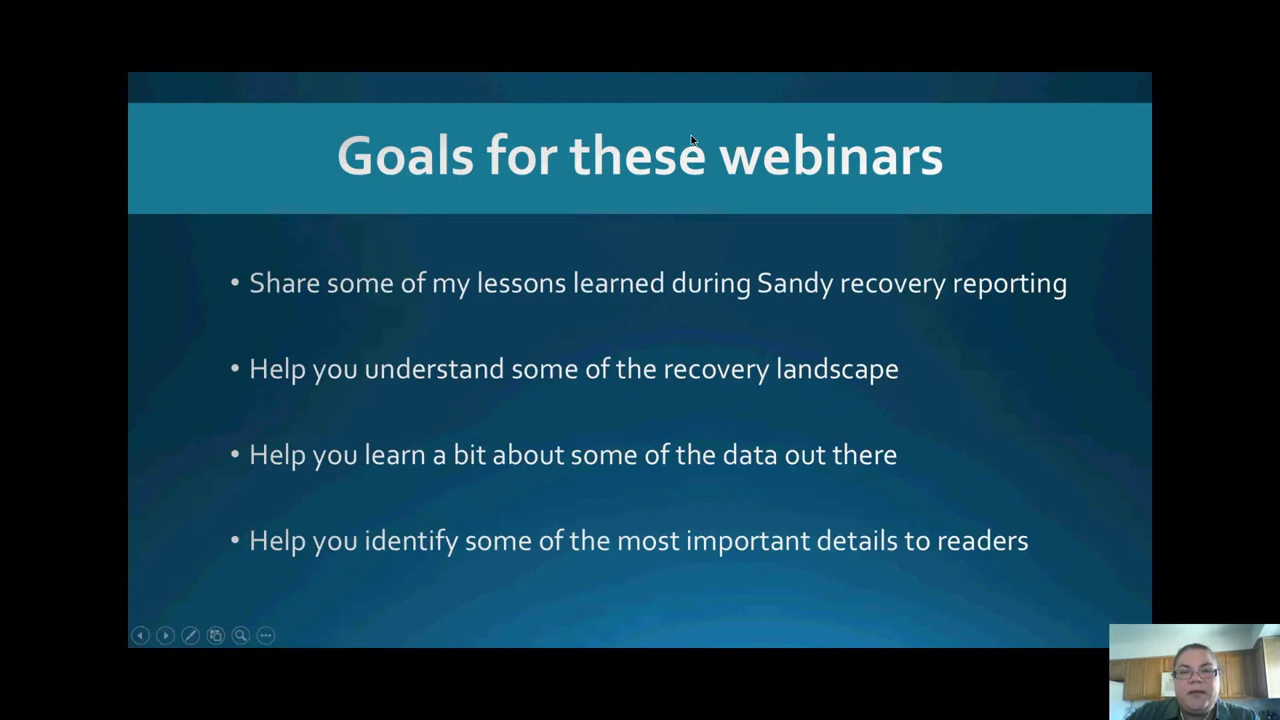 Goals for these webinars
• Share some of my lessons learned during Sandy recovery reporting
• Help you understand some of the recovery landscape
• Help you learn a bit about some of the data out there
• Help you identify some of the most important details to readers